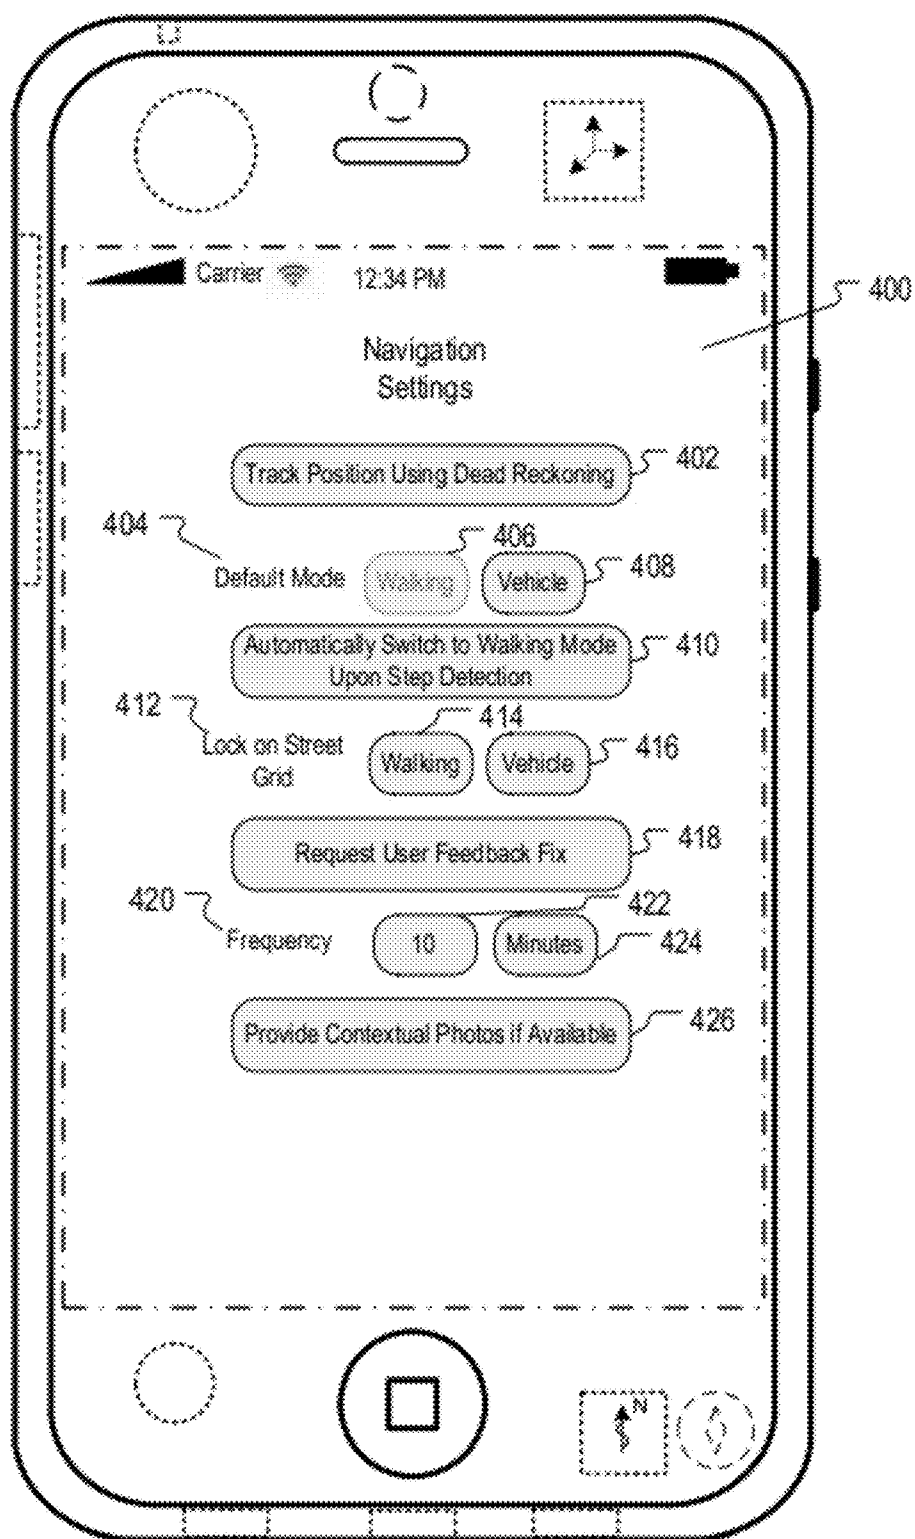 Carrier
12:34 PM
400
Navigation
Settings
Track Position Using Dead Reckoning
402
404
Default Mode
406
Walking
Vehicle
408
Automatically Switch to Walking Mode
Upon Step Detection
410
412
Lock on Street
Grid
414
Walking
Vehicle
416
Request User Feedback Fix
418
420
Frequency
422
10
Minutes
424
Provide Contextual Photos if Available
426
N